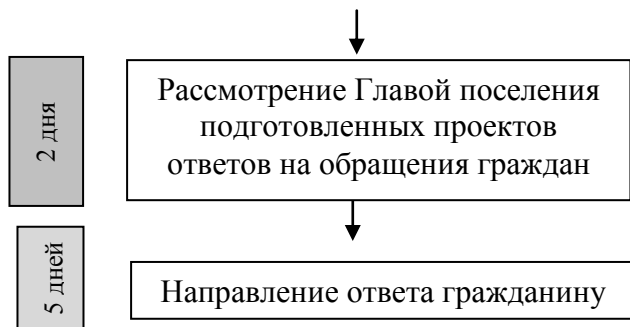 2 дня
Рассмотрение Главой поселения
подготовленных проектов
ответов на обращения граждан
5 дней
Направление ответа гражданину